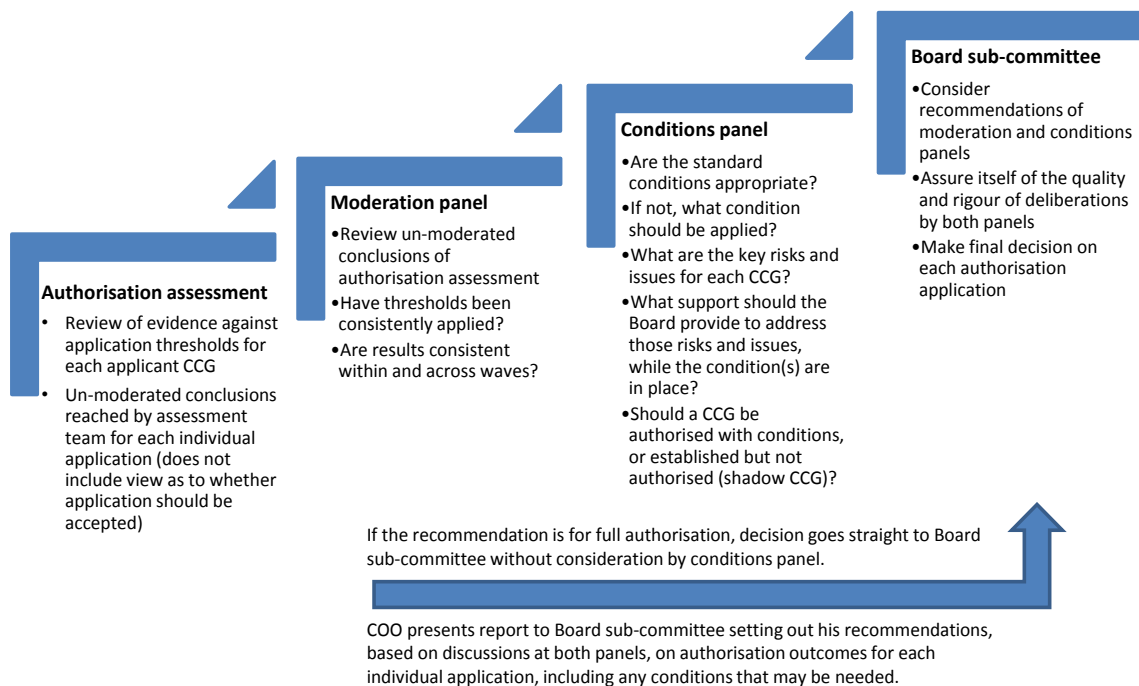 Authorisation assessment
• Review of evidence against
application thresholds for
each applicant CCG
• Un-moderated conclusions
reached by assessment
team for each individual
application (does not
include view as to whether
application should be
accepted)
Moderation panel
•Review un-moderated
conclusions of
authorisation assessment
•Have thresholds been
consistently applied?
•Are results consistent
within and across waves?
Conditions panel
•Are the standard
conditions appropriate?
•If not, what condition
should be applied?
•What are the key risks and
issues for each CCG?
•What support should the
Board provide to address
those risks and issues,
while the condition(s) are
in place?
•Should a CCG be
authorised with conditions,
or established but not
authorised (shadow CCG)?
Board sub-committee
•Consider
recommendations of
moderation and conditions
panels
•Assure itself of the quality
and rigour of deliberations
by both panels
•Make final decision on
each authorisation
application
If the recommendation is for full authorisation, decision goes straight to Board
sub-committee without consideration by conditions panel.
COO presents report to Board sub-committee setting out his recommendations,
based on discussions at both panels, on authorisation outcomes for each
individual application, including any conditions that may be needed.